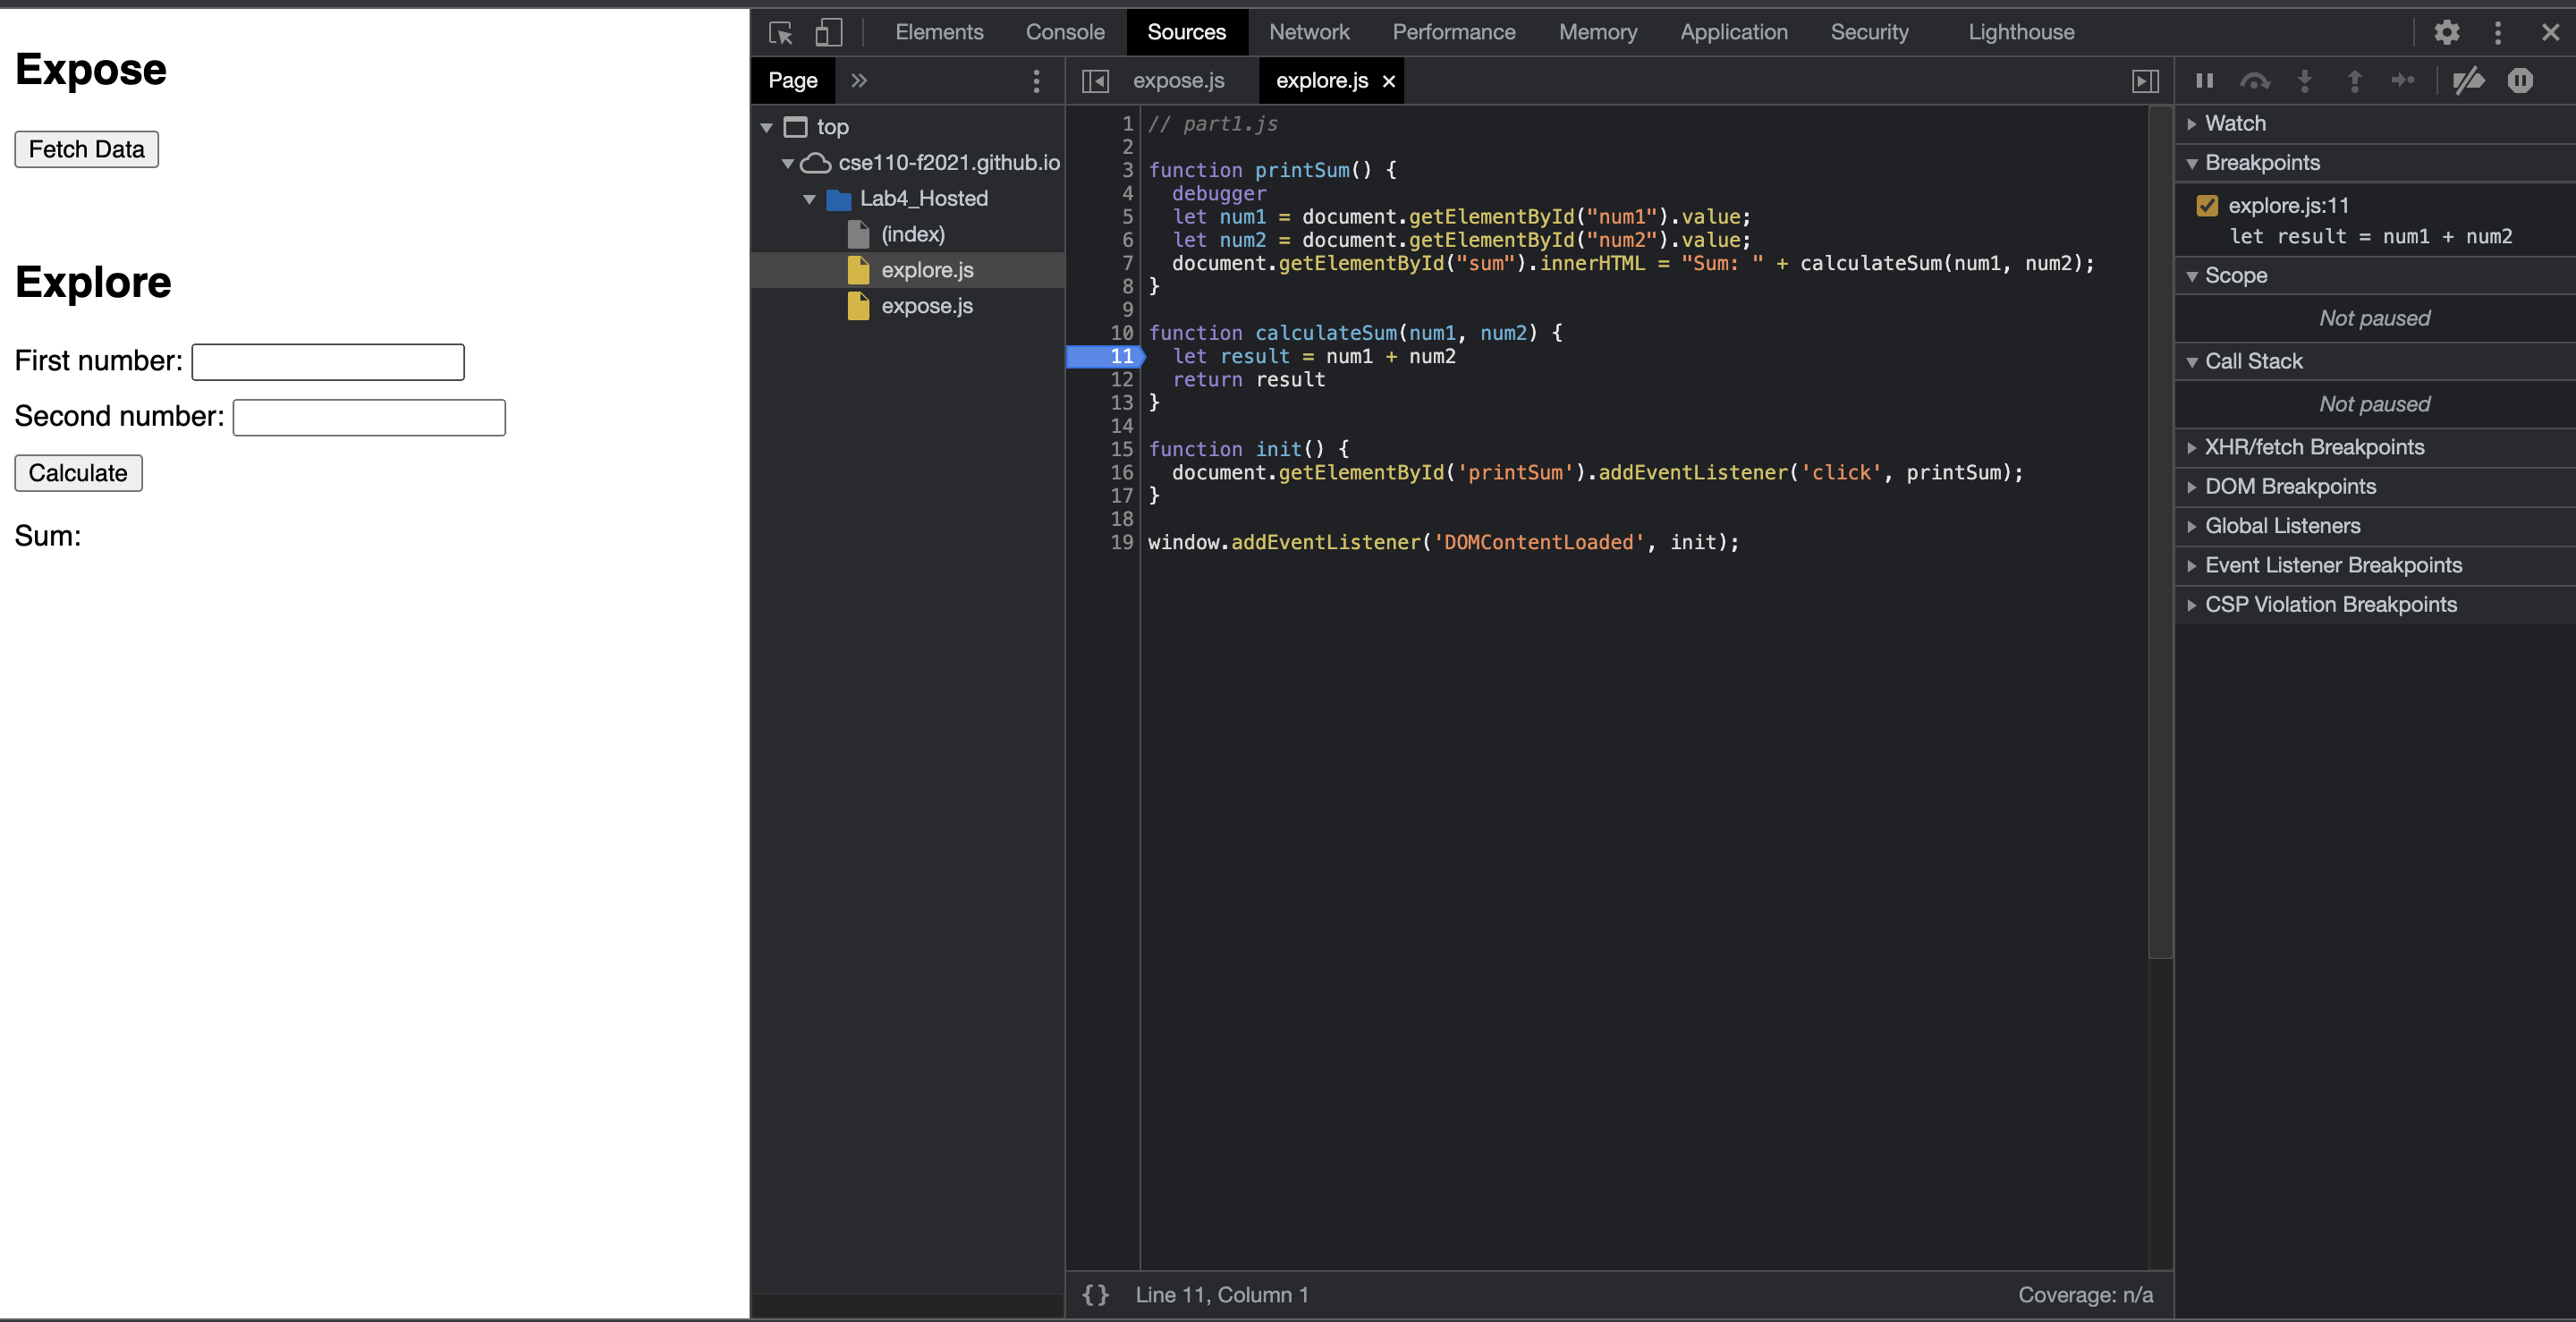 Expose
Fetch Data
Explore
First number:
Second number:
Calculate
Sum:
Elements Console Sources Network Performance Memory Application Security Lighthouse
Page
top
cse110-f2021.github.io
Lab4_Hosted
(index)
explore.js
expose.js
expose.js explore.js
1 // part1.js
2
3 function printSum() {
4   debugger
5   let num1 = document.getElementById("num1").value;
6   let num2 = document.getElementById("num2").value;
7   document.getElementById("sum").innerHTML = "Sum: " + calculateSum(num1, num2);
8 }
9
10 function calculateSum(num1, num2) {
11   let result = num1 + num2
12   return result
13 }
14
15 function init() {
16   document.getElementById('printSum').addEventListener('click', printSum);
17 }
18
19 window.addEventListener('DOMContentLoaded', init);
{} Line 11, Column 1 Coverage: n/a
Watch
Breakpoints
explore.js:11
let result = num1 + num2
Scope
Not paused
Call Stack
Not paused
XHR/fetch Breakpoints
DOM Breakpoints
Global Listeners
Event Listener Breakpoints
CSP Violation Breakpoints